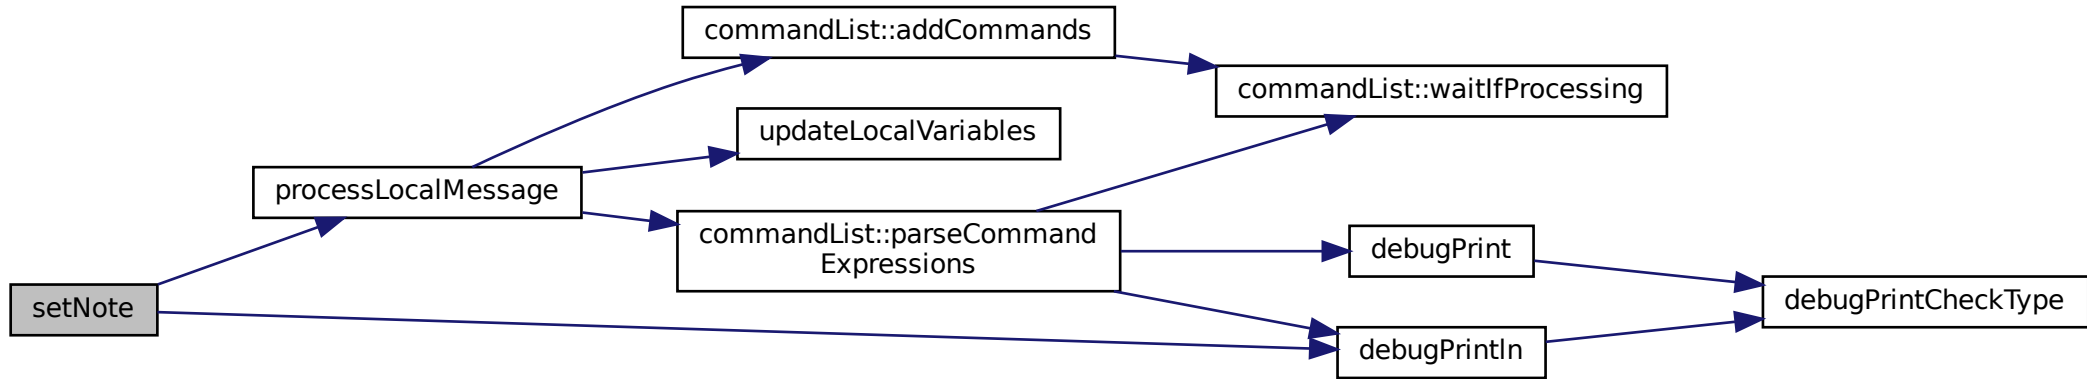 commandList::addCommands
commandList::waitIfProcessing
updateLocalVariables
processLocalMessage
commandList::parseCommand
Expressions
debugPrint
debugPrintCheckType
setNote
debugPrintln